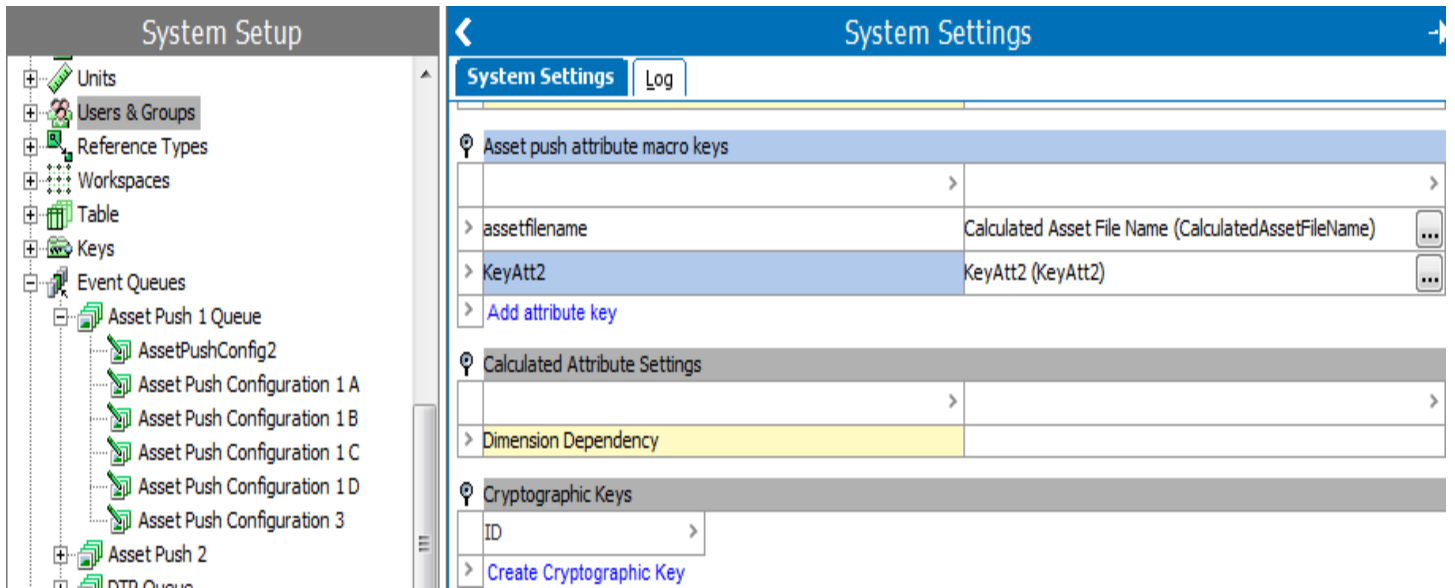 System Setup
Units
Users & Groups
Reference Types
Workspaces
Table
Keys
Event Queues
Asset Push 1 Queue
AssetPushConfig2
Asset Push Configuration 1 A
Asset Push Configuration 1 B
Asset Push Configuration 1 C
Asset Push Configuration 1 D
Asset Push Configuration 3
Asset Push 2
DTP Queue
System Settings
System Settings
Log
Asset push attribute macro keys
assetfilename Calculated Asset File Name (CalculatedAssetFileName) ...
KeyAtt2 KeyAtt2 (KeyAtt2) ...
Add attribute key
Calculated Attribute Settings
Dimension Dependency
Cryptographic Keys
ID
Create Cryptographic Key